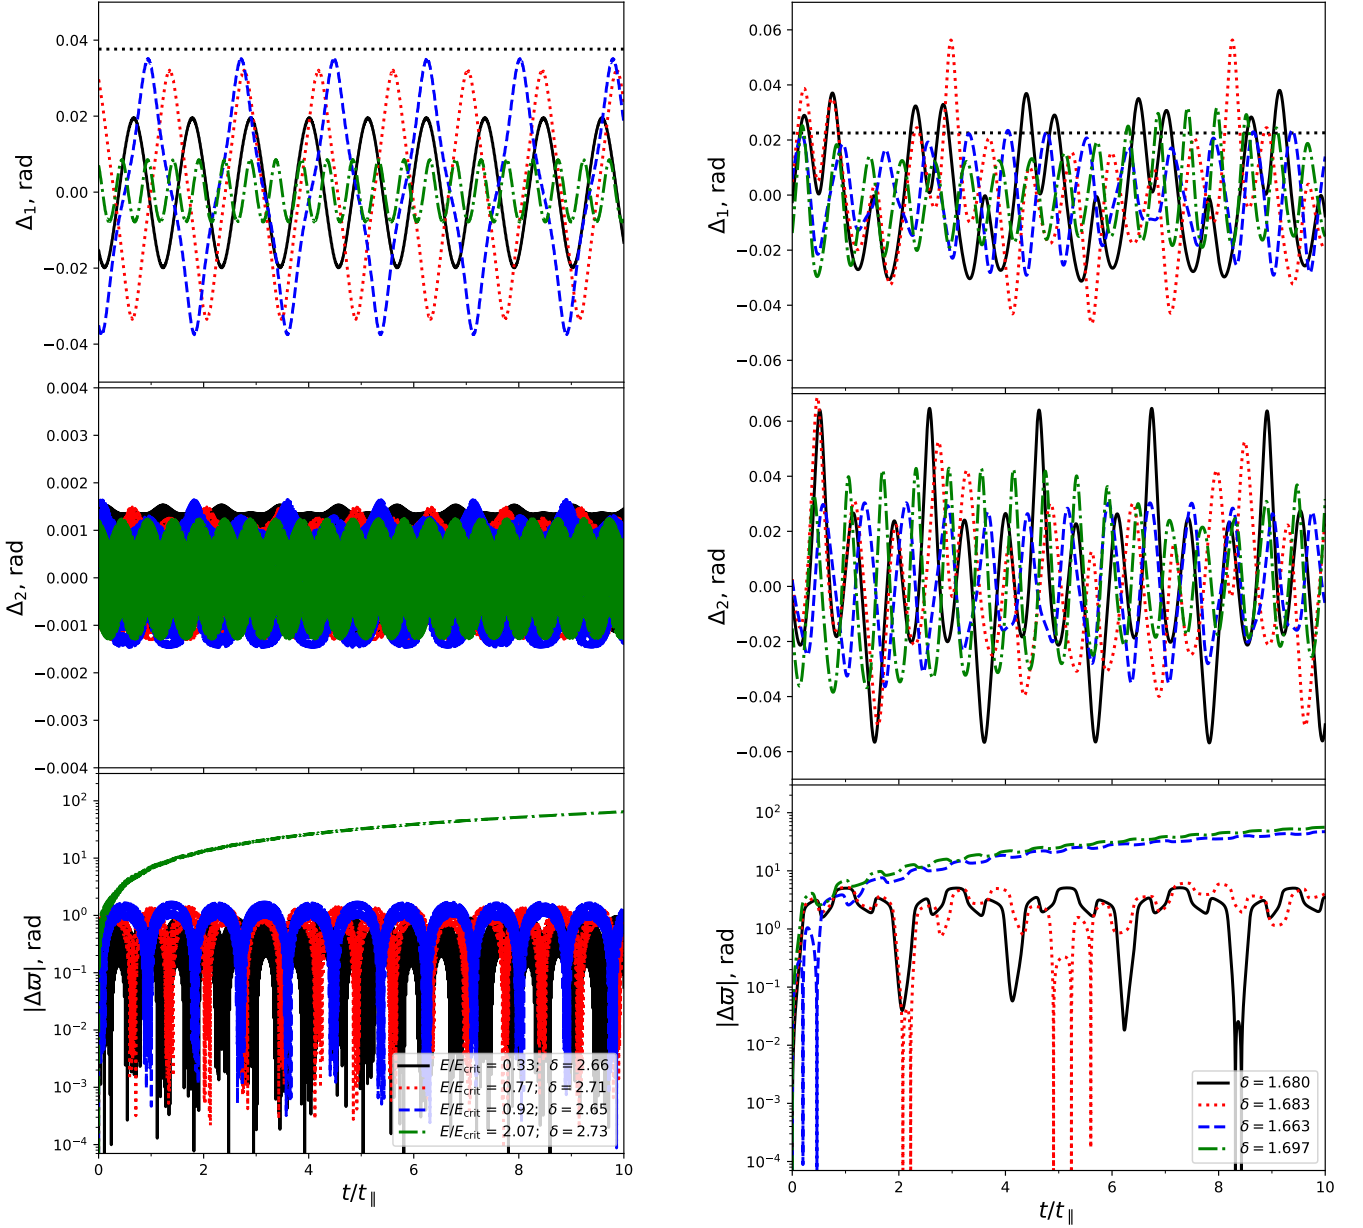 Δ₁, rad
0.04
0.02
0.00
−0.02
−0.04
Δ₂, rad
0.004
0.003
0.002
0.001
0.000
−0.001
−0.002
−0.003
−0.004
|Δϖ|, rad
10²
10¹
10⁰
10⁻¹
10⁻²
10⁻³
10⁻⁴
E/E_crit = 0.33; δ = 2.66
E/E_crit = 0.77; δ = 2.71
E/E_crit = 0.92; δ = 2.65
E/E_crit = 2.07; δ = 2.73
0 2 4 6 8 10
t/t_∥
Δ₁, rad
0.06
0.04
0.02
0.00
−0.02
−0.04
−0.06
Δ₂, rad
0.06
0.04
0.02
0.00
−0.02
−0.04
−0.06
|Δϖ|, rad
10²
10¹
10⁰
10⁻¹
10⁻²
10⁻³
10⁻⁴
δ = 1.680
δ = 1.683
δ = 1.663
δ = 1.697
0 2 4 6 8 10
t/t_∥